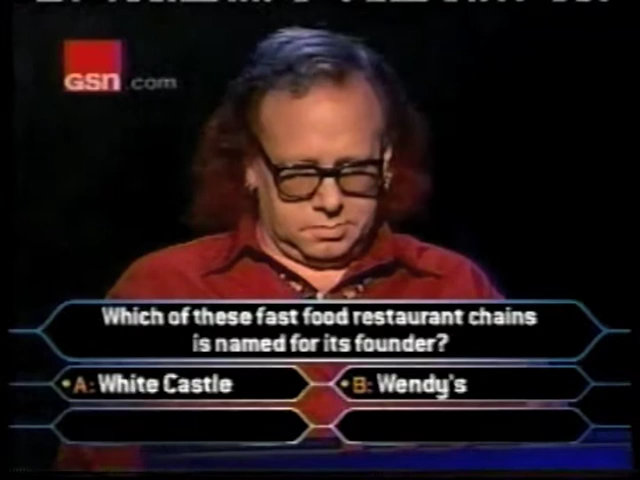 GSN.com
Which of these fast food restaurant chains
is named for its founder?
A: White Castle
B: Wendy's